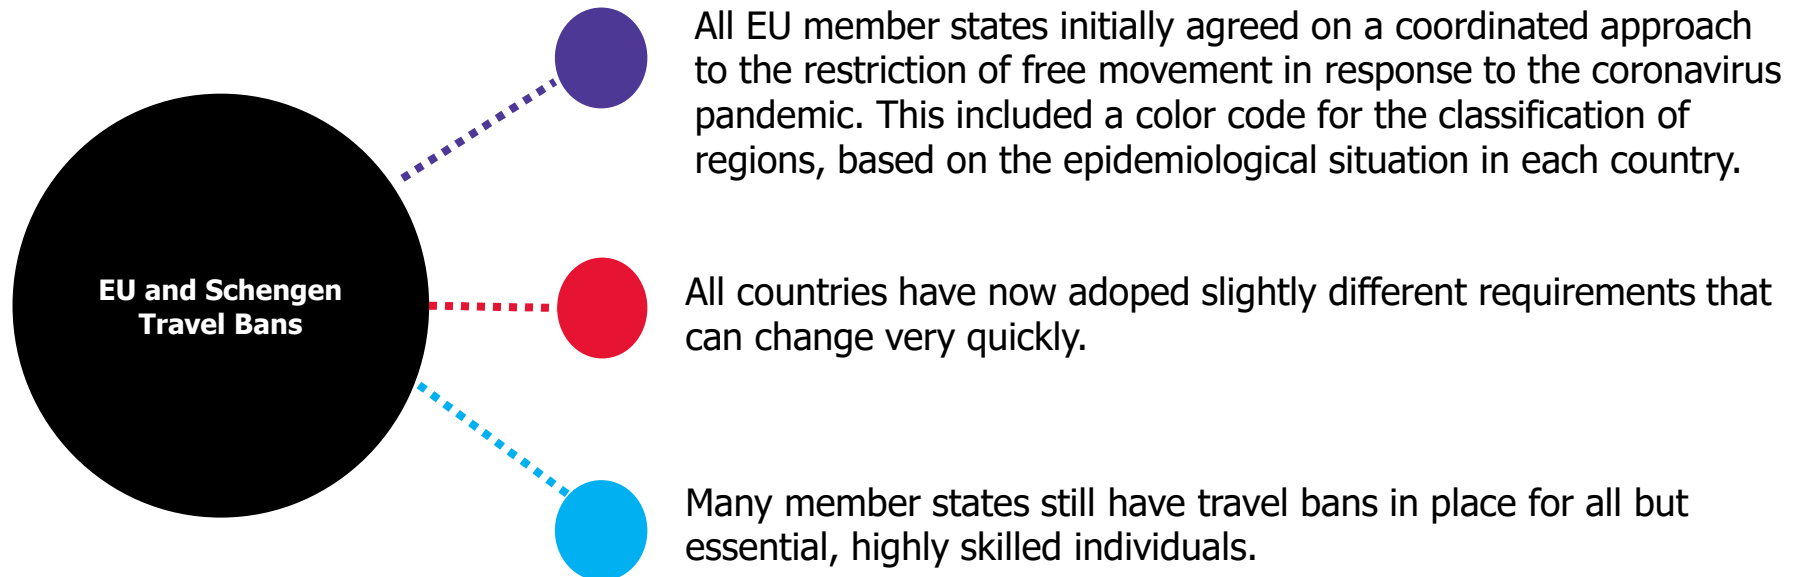 All EU member states initially agreed on a coordinated approach
to the restriction of free movement in response to the coronavirus
pandemic. This included a color code for the classification of
regions, based on the epidemiological situation in each country.
EU and Schengen
Travel Bans
All countries have now adoped slightly different requirements that
can change very quickly.
Many member states still have travel bans in place for all but
essential, highly skilled individuals.